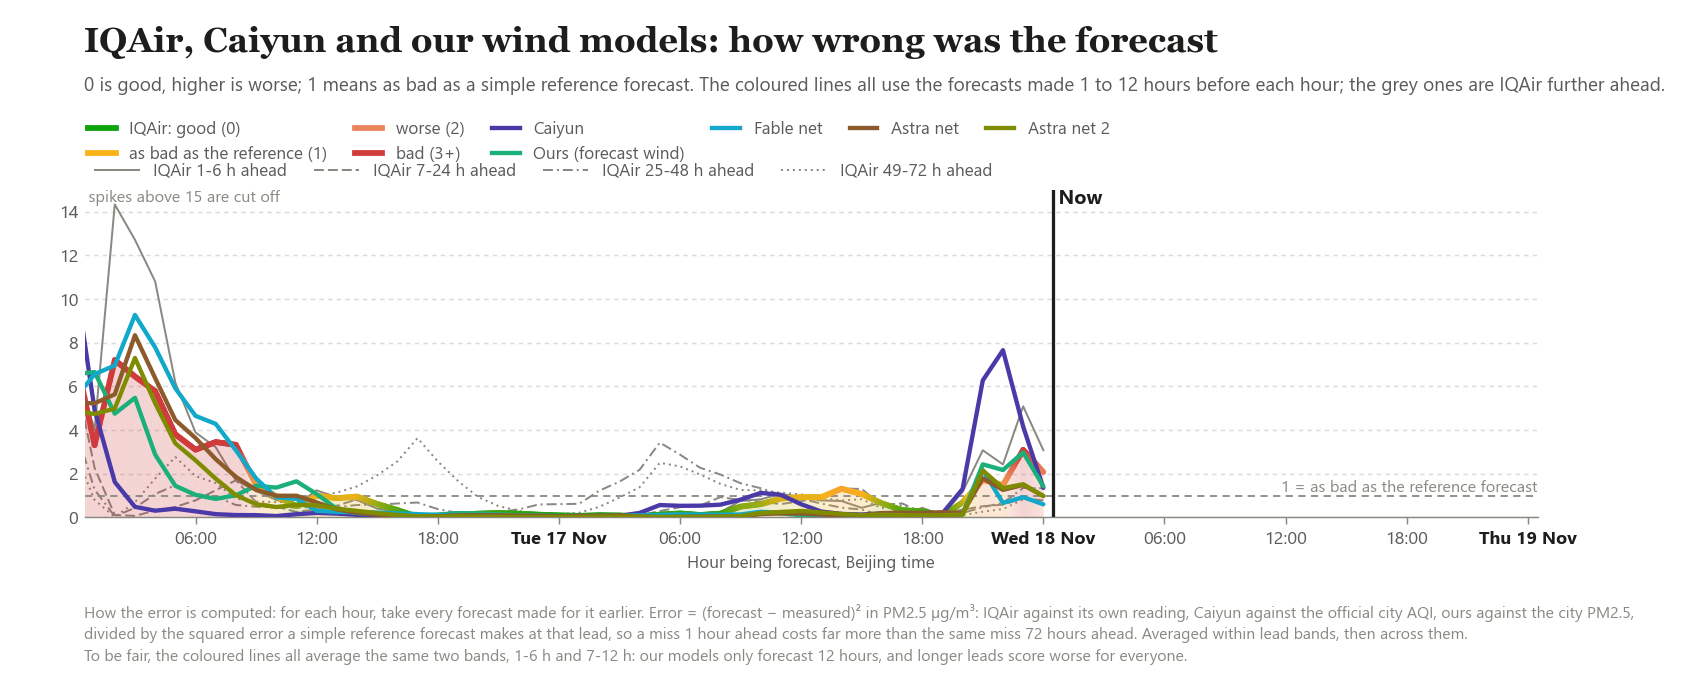 IQAir, Caiyun and our wind models: how wrong was the forecast
0 is good, higher is worse; 1 means as bad as a simple reference forecast. The coloured lines all use the forecasts made 1 to 12 hours before each hour; the grey ones are IQAir further ahead.
IQAir: good (0) worse (2) Caiyun Fable net Astra net Astra net 2
as bad as the reference (1) bad (3+) Ours (forecast wind)
IQAir 1-6 h ahead IQAir 7-24 h ahead IQAir 25-48 h ahead IQAir 49-72 h ahead
spikes above 15 are cut off
Now
14
12
10
8
6
4
2
1 = as bad as the reference forecast
0
06:00 12:00 18:00 Tue 17 Nov 06:00 12:00 18:00 Wed 18 Nov 06:00 12:00 18:00 Thu 19 Nov
Hour being forecast, Beijing time
How the error is computed: for each hour, take every forecast made for it earlier. Error = (forecast − measured)² in PM2.5 µg/m³: IQAir against its own reading, Caiyun against the official city AQI, ours against the city PM2.5,
divided by the squared error a simple reference forecast makes at that lead, so a miss 1 hour ahead costs far more than the same miss 72 hours ahead. Averaged within lead bands, then across them.
To be fair, the coloured lines all average the same two bands, 1-6 h and 7-12 h: our models only forecast 12 hours, and longer leads score worse for everyone.